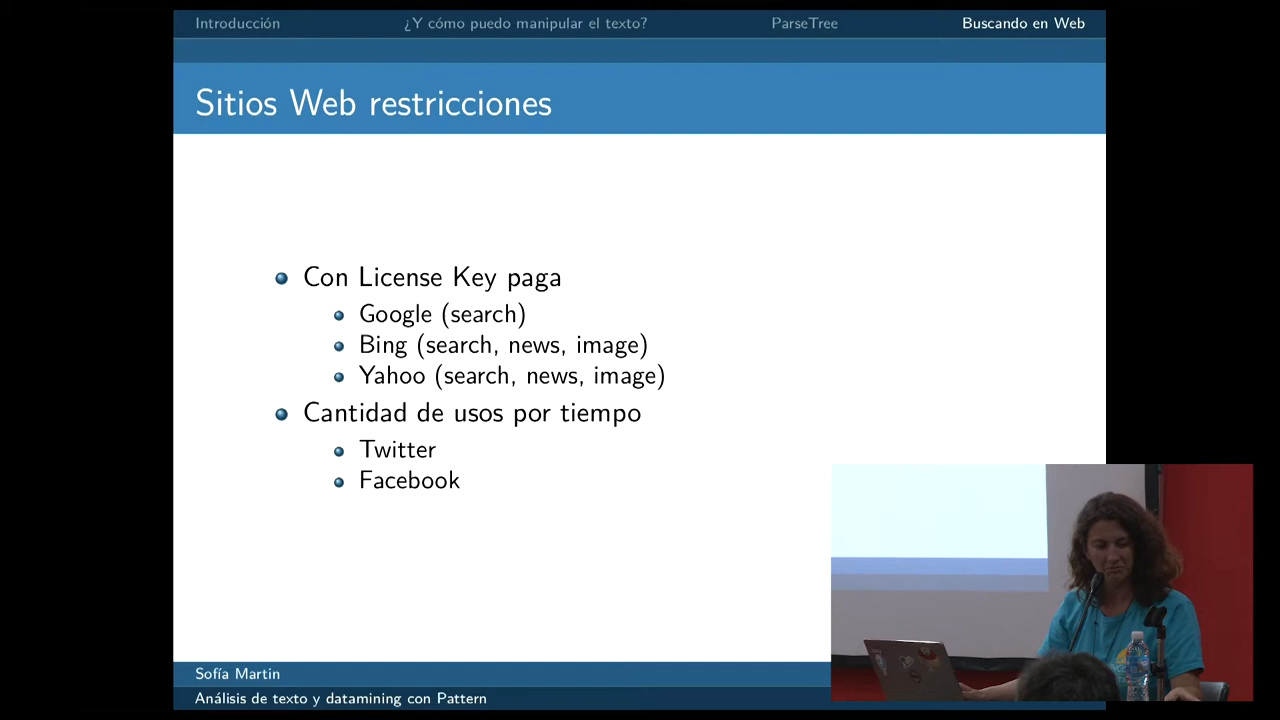 Introducción ¿Y cómo puedo manipular el texto? ParseTree Buscando en Web
Sitios Web restricciones
Con License Key paga
Google (search)
Bing (search, news, image)
Yahoo (search, news, image)
Cantidad de usos por tiempo
Twitter
Facebook
Sofía Martin
Análisis de texto y datamining con Pattern